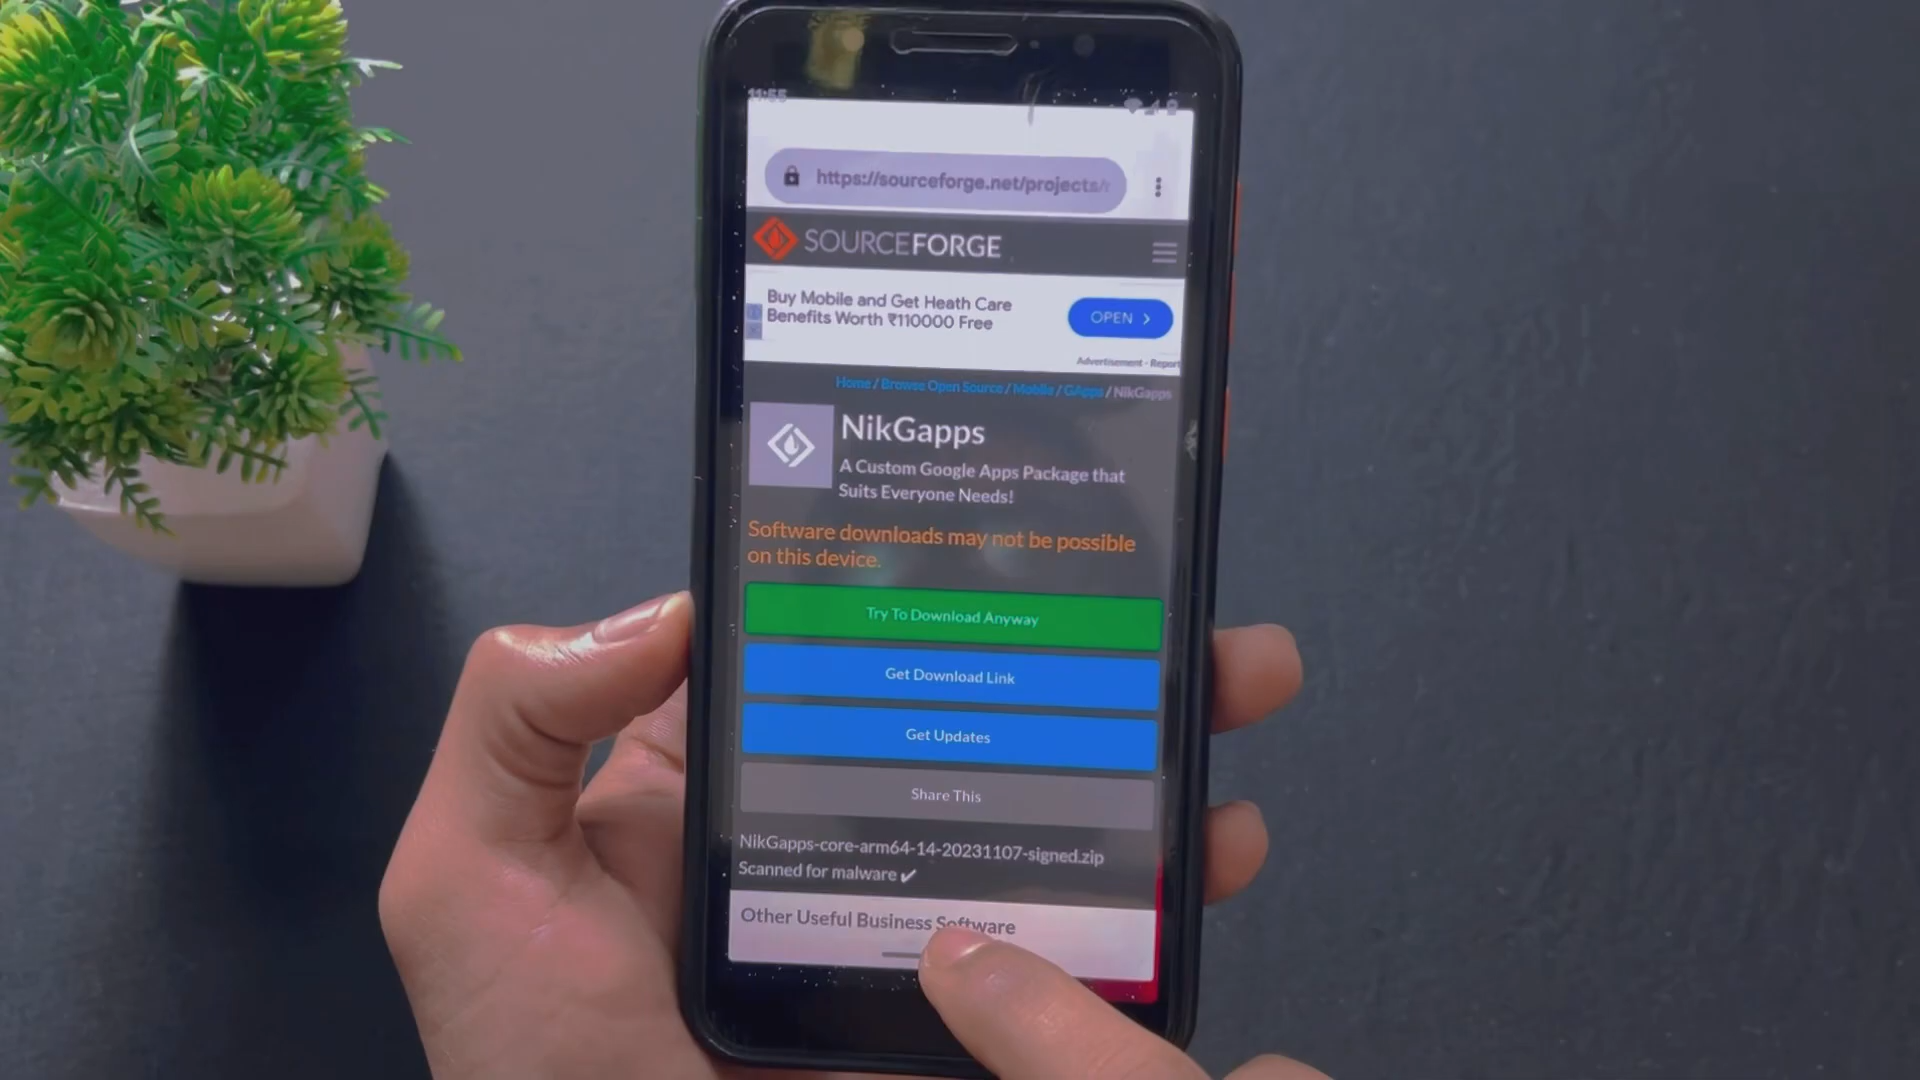 11:55
https://sourceforge.net/projects/
SOURCEFORGE
Buy Mobile and Get Heath Care
Benefits Worth ₹110000 Free
OPEN >
Advertisement - Report
Home / Browse Open Source / Mobile / GApps / NikGapps
NikGapps
A Custom Google Apps Package that
Suits Everyone Needs!
Software downloads may not be possible
on this device.
Try To Download Anyway
Get Download Link
Get Updates
Share This
NikGapps-core-arm64-14-20231107-signed.zip
Scanned for malware ✔
Other Useful Business Software